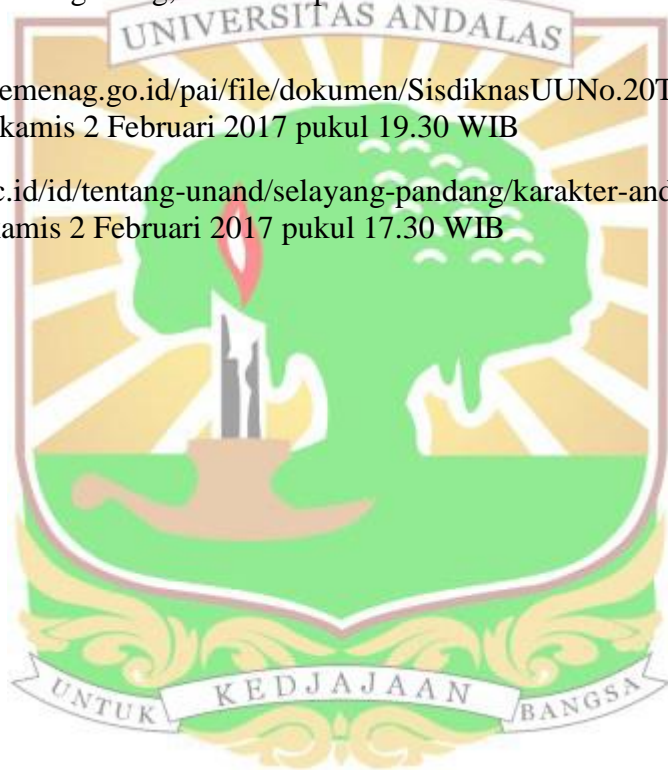 UNIVERSITAS ANDALAS
emenag.go.id/pai/file/dokumen/SisdiknasUUNo.20T
kamis 2 Februari 2017 pukul 19.30 WIB
c.id/id/tentang-unand/selayang-pandang/karakter-and
kamis 2 Februari 2017 pukul 17.30 WIB
UNTUK KEDJAJAAN BANGSA